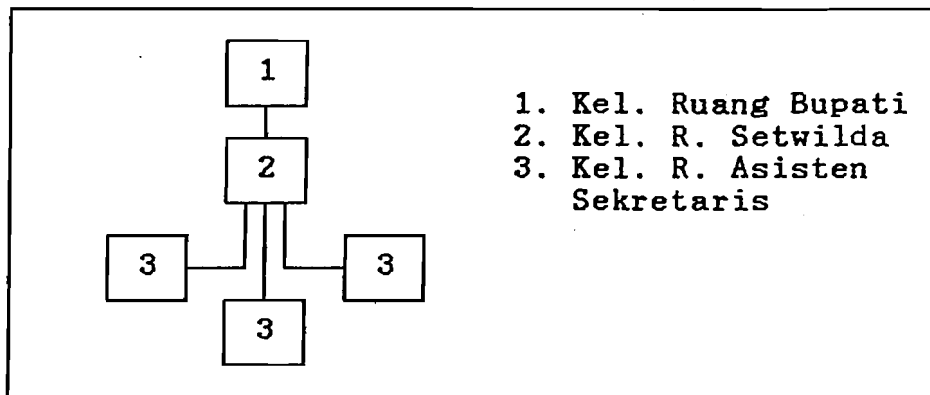 1
2
3
3
3
1. Kel. Ruang Bupati
2. Kel. R. Setwilda
3. Kel. R. Asisten
Sekretaris